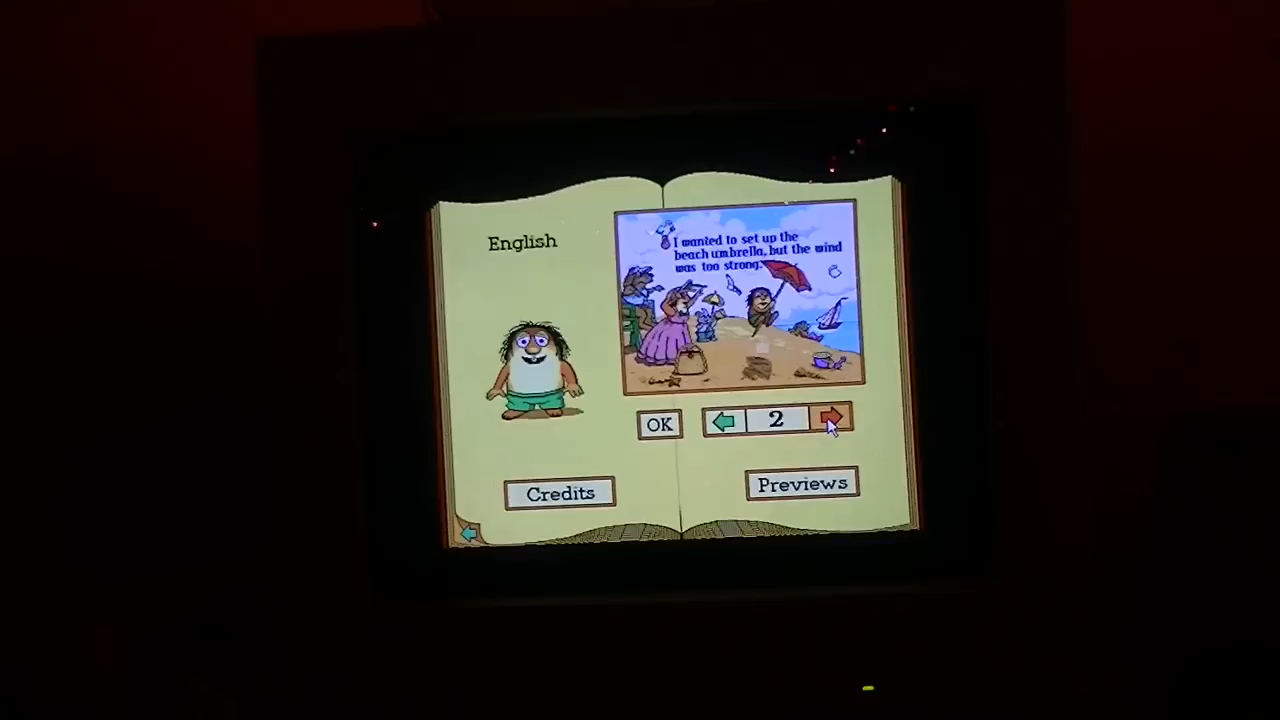 English
I wanted to set up the
beach umbrella, but the wind
was too strong.
OK
2
Credits
Previews